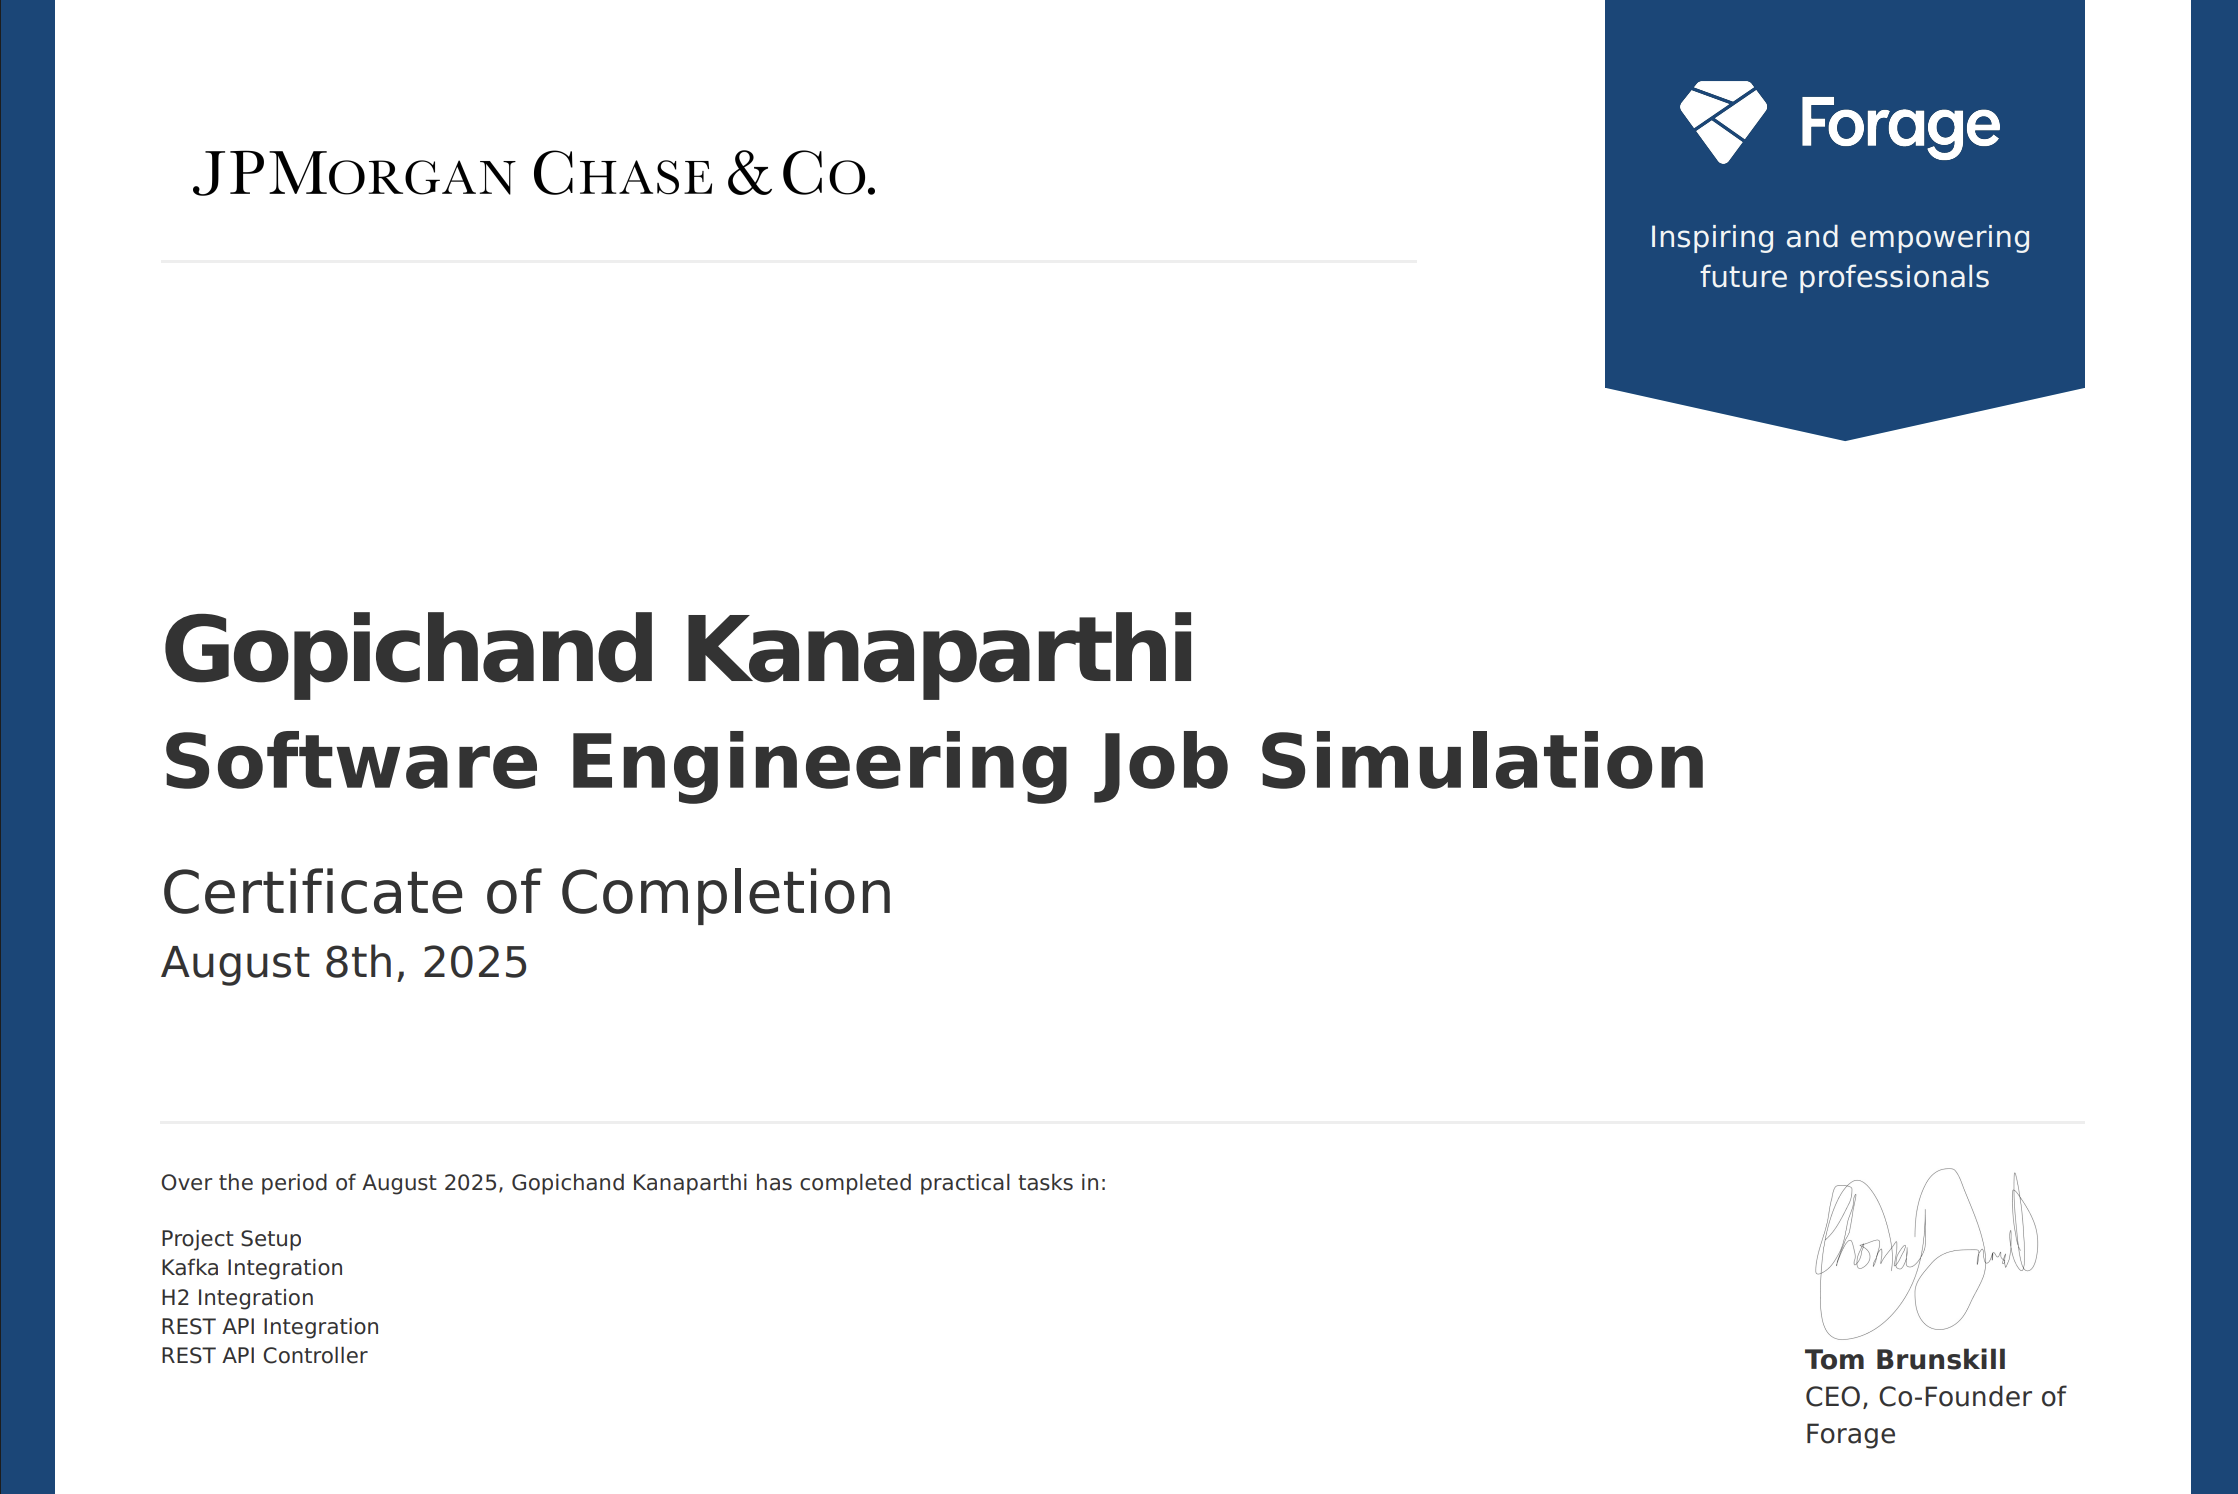 JPMORGAN CHASE & CO.
Forage
Inspiring and empowering
future professionals
Gopichand Kanaparthi
Software Engineering Job Simulation
Certificate of Completion
August 8th, 2025
Over the period of August 2025, Gopichand Kanaparthi has completed practical tasks in:
Project Setup
Kafka Integration
H2 Integration
REST API Integration
REST API Controller
Tom Brunskill
CEO, Co-Founder of
Forage